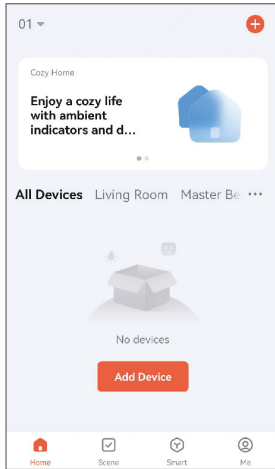 01
Cozy Home
Enjoy a cozy life
with ambient
indicators and d...
All Devices Living Room Master Be ...
No devices
Add Device
Home Scene Smart Me